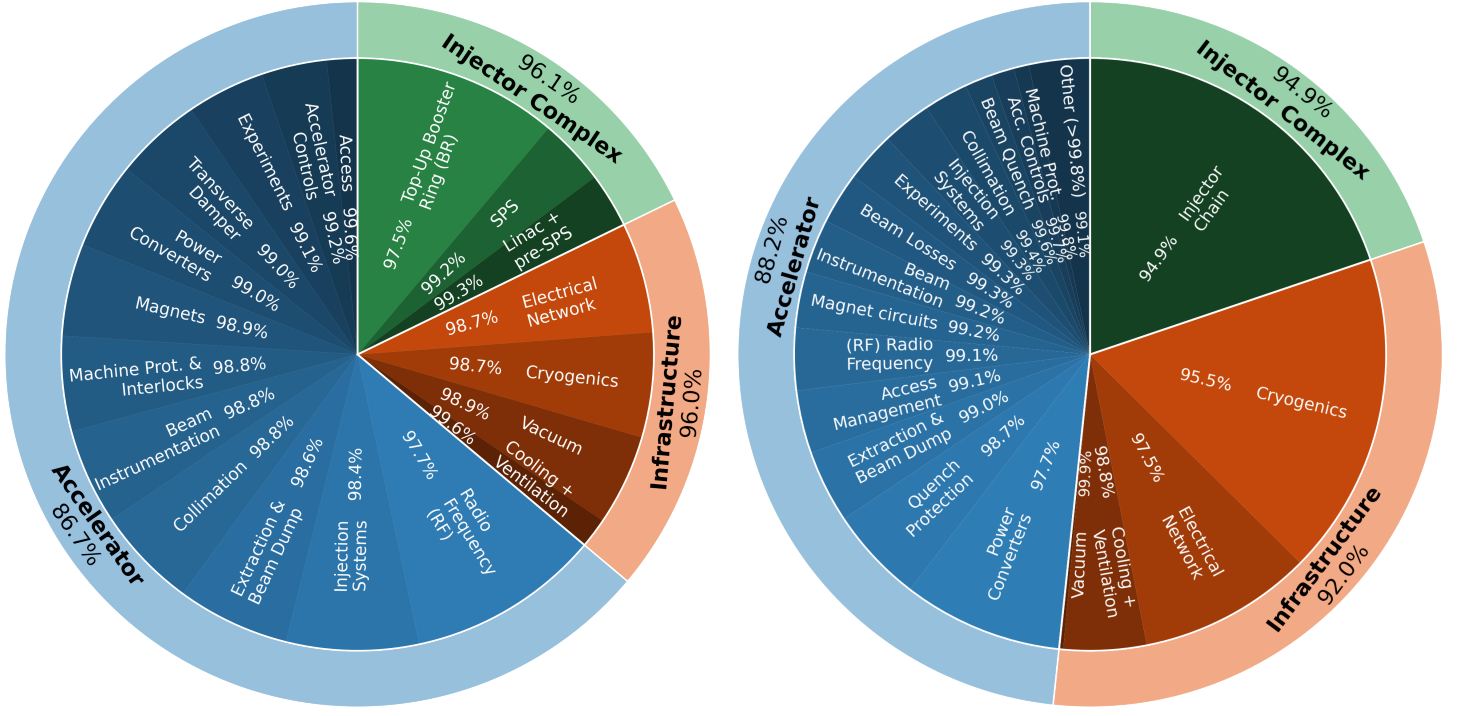 Injector Complex
96.1%
Top-Up Booster
Ring (BR)
97.5%
SPS
99.2%
Linac +
pre-SPS
99.3%
Infrastructure
96.0%
Electrical
Network
98.7%
Cryogenics
98.7%
Vacuum
98.9%
Cooling +
Ventilation
99.6%
Accelerator
86.7%
Radio
Frequency
(RF)
97.7%
Injection
Systems
98.4%
Extraction &
Beam Dump
98.6%
Collimation
98.8%
Beam
Instrumentation
98.8%
Machine Prot. &
Interlocks
98.8%
Magnets
98.9%
Power
Converters
99.0%
Transverse
Damper
99.0%
Experiments
99.1%
Accelerator
Controls
99.2%
Access
99.6%
Injector Complex
94.9%
Injector
Chain
94.9%
Infrastructure
92.0%
Cryogenics
95.5%
Electrical
Network
97.5%
Cooling +
Ventilation
98.8%
Vacuum
99.9%
Accelerator
88.2%
Power
Converters
97.7%
Quench
Protection
98.7%
Extraction &
Beam Dump
99.0%
Access
Management
99.1%
(RF) Radio
Frequency
99.1%
Magnet circuits
99.2%
Beam
Instrumentation
99.2%
Beam Losses
99.3%
Experiments
99.3%
Injection
Systems
99.3%
Collimation
99.4%
Beam Quench
99.6%
Acc. Controls
Machine Prot.
99.8%
Other (>99.8%)
99.1%